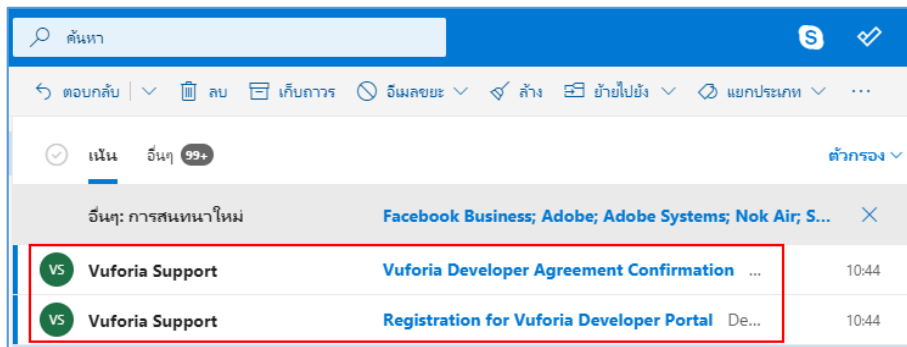 ค้นหา
ตอบกลับ ลบ เก็บถาวร อีเมลขยะ ล้าง ย้ายไปยัง แยกประเภท ...
เน้น อื่นๆ 99+ ตัวกรอง
อื่นๆ: การสนทนาใหม่ Facebook Business; Adobe; Adobe Systems; Nok Air; S...
VS Vuforia Support Vuforia Developer Agreement Confirmation ... 10:44
VS Vuforia Support Registration for Vuforia Developer Portal De... 10:44